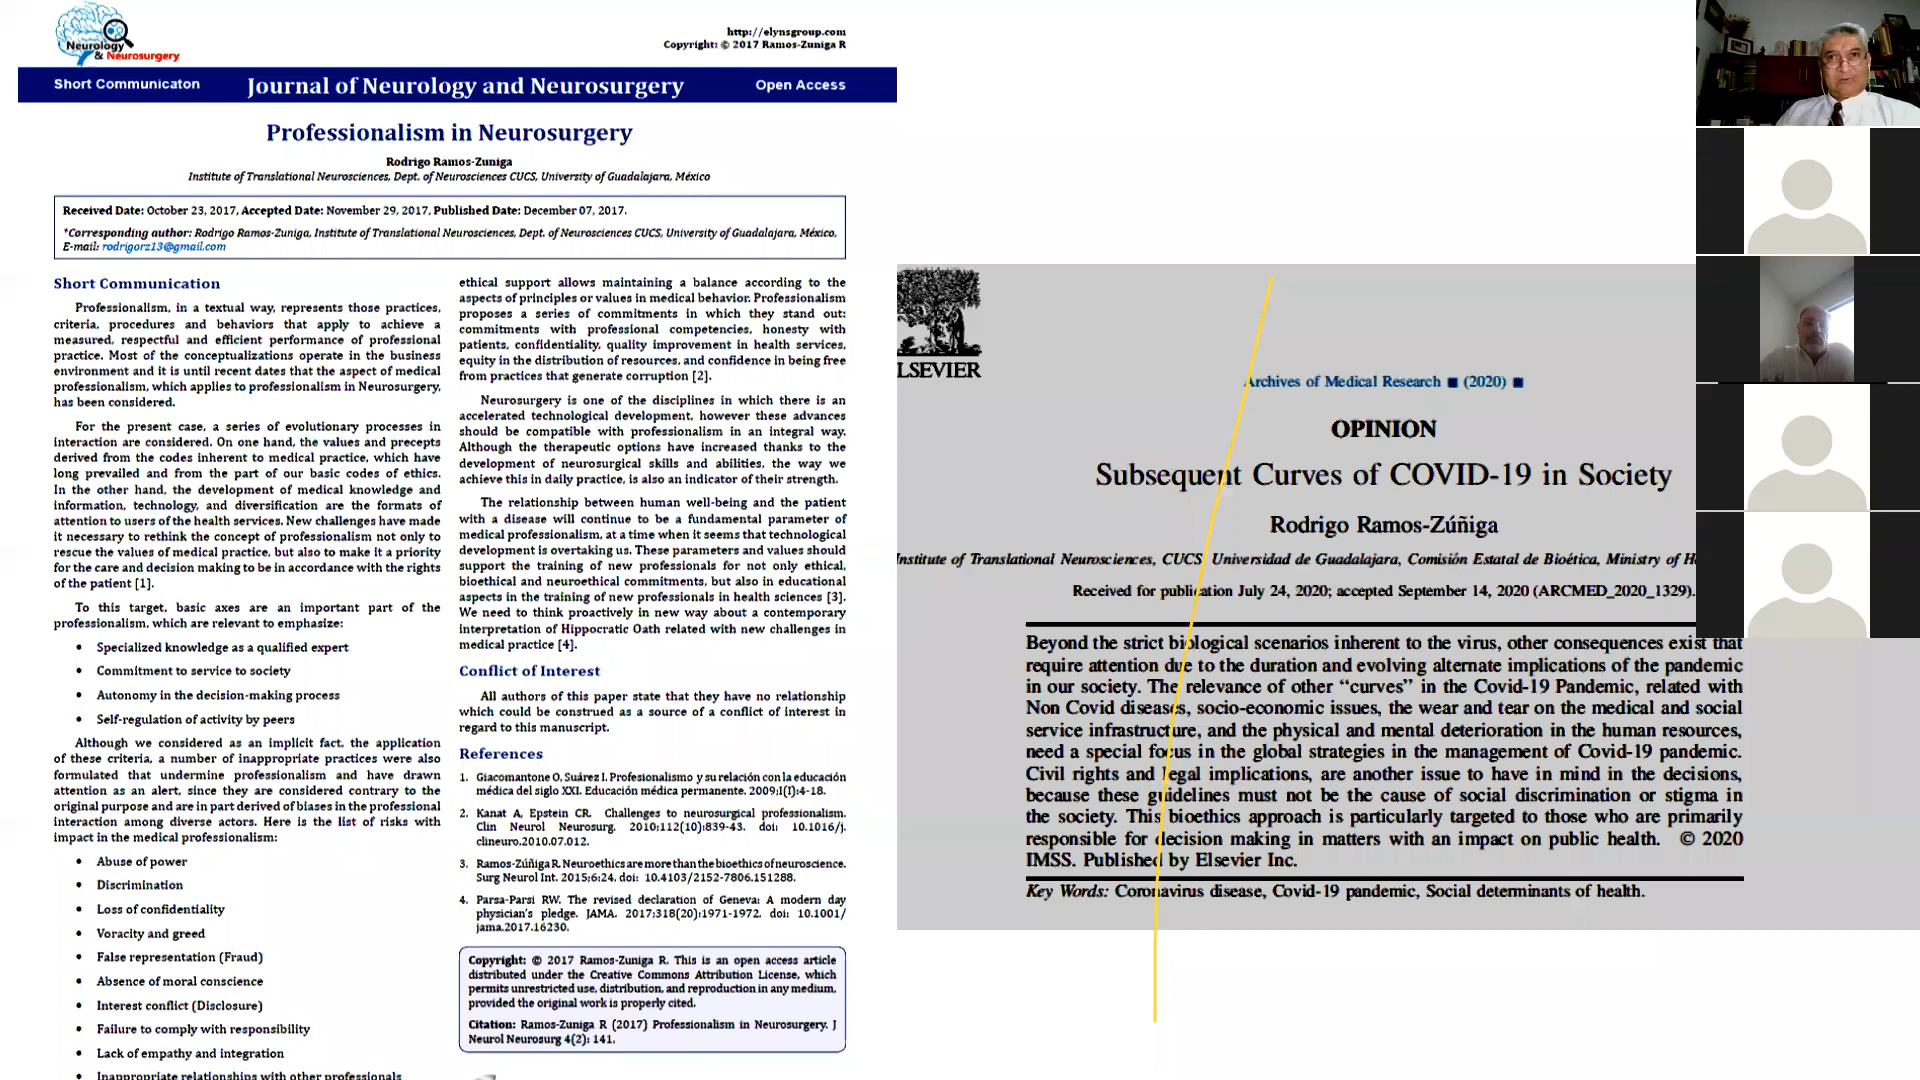 Neurology
& Neurosurgery
http://elynsgroup.com
Copyright: © 2017 Ramos-Zuniga R
Short Communicaton
Journal of Neurology and Neurosurgery
Open Access
Professionalism in Neurosurgery
Rodrigo Ramos-Zuniga
Institute of Translational Neurosciences, Dept. of Neurosciences CUCS, University of Guadalajara, México
Received Date: October 23, 2017, Accepted Date: November 29, 2017, Published Date: December 07, 2017.
*Corresponding author: Rodrigo Ramos-Zuniga, Institute of Translational Neurosciences, Dept. of Neurosciences CUCS, University of Guadalajara, México,
E-mail: rodrigorz13@gmail.com
Short Communication
Professionalism, in a textual way, represents those practices,
criteria, procedures and behaviors that apply to achieve a
measured, respectful and efficient performance of professional
practice. Most of the conceptualizations operate in the business
environment and it is until recent dates that the aspect of medical
professionalism, which applies to professionalism in Neurosurgery,
has been considered.
For the present case, a series of evolutionary processes in
interaction are considered. On one hand, the values and precepts
derived from the codes inherent to medical practice, which have
long prevailed and from the part of our basic codes of ethics.
In the other hand, the development of medical knowledge and
information, technology, and diversification are the formats of
attention to users of the health services. New challenges have made
it necessary to rethink the concept of professionalism not only to
rescue the values of medical practice, but also to make it a priority
for the care and decision making to be in accordance with the rights
of the patient [1].
To this target, basic axes are an important part of the
professionalism, which are relevant to emphasize:
• Specialized knowledge as a qualified expert
• Commitment to service to society
• Autonomy in the decision-making process
• Self-regulation of activity by peers
Although we considered as an implicit fact, the application
of these criteria, a number of inappropriate practices were also
formulated that undermine professionalism and have drawn
attention as an alert, since they are considered contrary to the
original purpose and are in part derived of biases in the professional
interaction among diverse actors. Here is the list of risks with
impact in the medical professionalism:
• Abuse of power
• Discrimination
• Loss of confidentiality
• Voracity and greed
• False representation (Fraud)
• Absence of moral conscience
• Interest conflict (Disclosure)
• Failure to comply with responsibility
• Lack of empathy and integration
• Inappropriate relationships with other professionals
ethical support allows maintaining a balance according to the
aspects of principles or values in medical behavior. Professionalism
proposes a series of commitments in which they stand out:
commitments with professional competencies, honesty with
patients, confidentiality, quality improvement in health services,
equity in the distribution of resources, and confidence in being free
from practices that generate corruption [2].
Neurosurgery is one of the disciplines in which there is an
accelerated technological development, however these advances
should be compatible with professionalism in an integral way.
Although the therapeutic options have increased thanks to the
development of neurosurgical skills and abilities, the way we
achieve this in daily practice, is also an indicator of their strength.
The relationship between human well-being and the patient
with a disease will continue to be a fundamental parameter of
medical professionalism, at a time when it seems that technological
development is overtaking us. These parameters and values should
support the training of new professionals for not only ethical,
bioethical and neuroethical commitments, but also in educational
aspects in the training of new professionals in health sciences [3].
We need to think proactively in new way about a contemporary
interpretation of Hippocratic Oath related with new challenges in
medical practice [4].
Conflict of Interest
All authors of this paper state that they have no relationship
which could be construed as a source of a conflict of interest in
regard to this manuscript.
References
1. Giacomantone O, Suárez I. Profesionalismo y su relación con la educación
médica del siglo XXI. Educación médica permanente. 2009;1(1):4-18.
2. Kanat A, Epstein CR. Challenges to neurosurgical professionalism.
Clin Neurol Neurosurg. 2010;112(10):839-43. doi: 10.1016/j.
clineuro.2010.07.012.
3. Ramos-Zúñiga R. Neuroethics are more than the bioethics of neuroscience.
Surg Neurol Int. 2015;6:24. doi: 10.4103/2152-7806.151288.
4. Parsa-Parsi RW. The revised declaration of Geneva: A modern day
physician's pledge. JAMA. 2017;318(20):1971-1972. doi: 10.1001/
jama.2017.16230.
Copyright: © 2017 Ramos-Zuniga R. This is an open access article
distributed under the Creative Commons Attribution License, which
permits unrestricted use, distribution, and reproduction in any medium,
provided the original work is properly cited.
Citation: Ramos-Zuniga R (2017) Professionalism in Neurosurgery. J
Neurol Neurosurg 4(2): 141.
LSEVIER
Archives of Medical Research ■ (2020) ■
OPINION
Subsequent Curves of COVID-19 in Society
Rodrigo Ramos-Zúñiga
Institute of Translational Neurosciences, CUCS, Universidad de Guadalajara, Comisión Estatal de Bioética, Ministry of He
Received for publication July 24, 2020; accepted September 14, 2020 (ARCMED_2020_1329).
Beyond the strict biological scenarios inherent to the virus, other consequences exist that
require attention due to the duration and evolving alternate implications of the pandemic
in our society. The relevance of other “curves” in the Covid-19 Pandemic, related with
Non Covid diseases, socio-economic issues, the wear and tear on the medical and social
service infrastructure, and the physical and mental deterioration in the human resources,
need a special focus in the global strategies in the management of Covid-19 pandemic.
Civil rights and legal implications, are another issue to have in mind in the decisions,
because these guidelines must not be the cause of social discrimination or stigma in
the society. This bioethics approach is particularly targeted to those who are primarily
responsible for decision making in matters with an impact on public health. © 2020
IMSS. Published by Elsevier Inc.
Key Words: Coronavirus disease, Covid-19 pandemic, Social determinants of health.